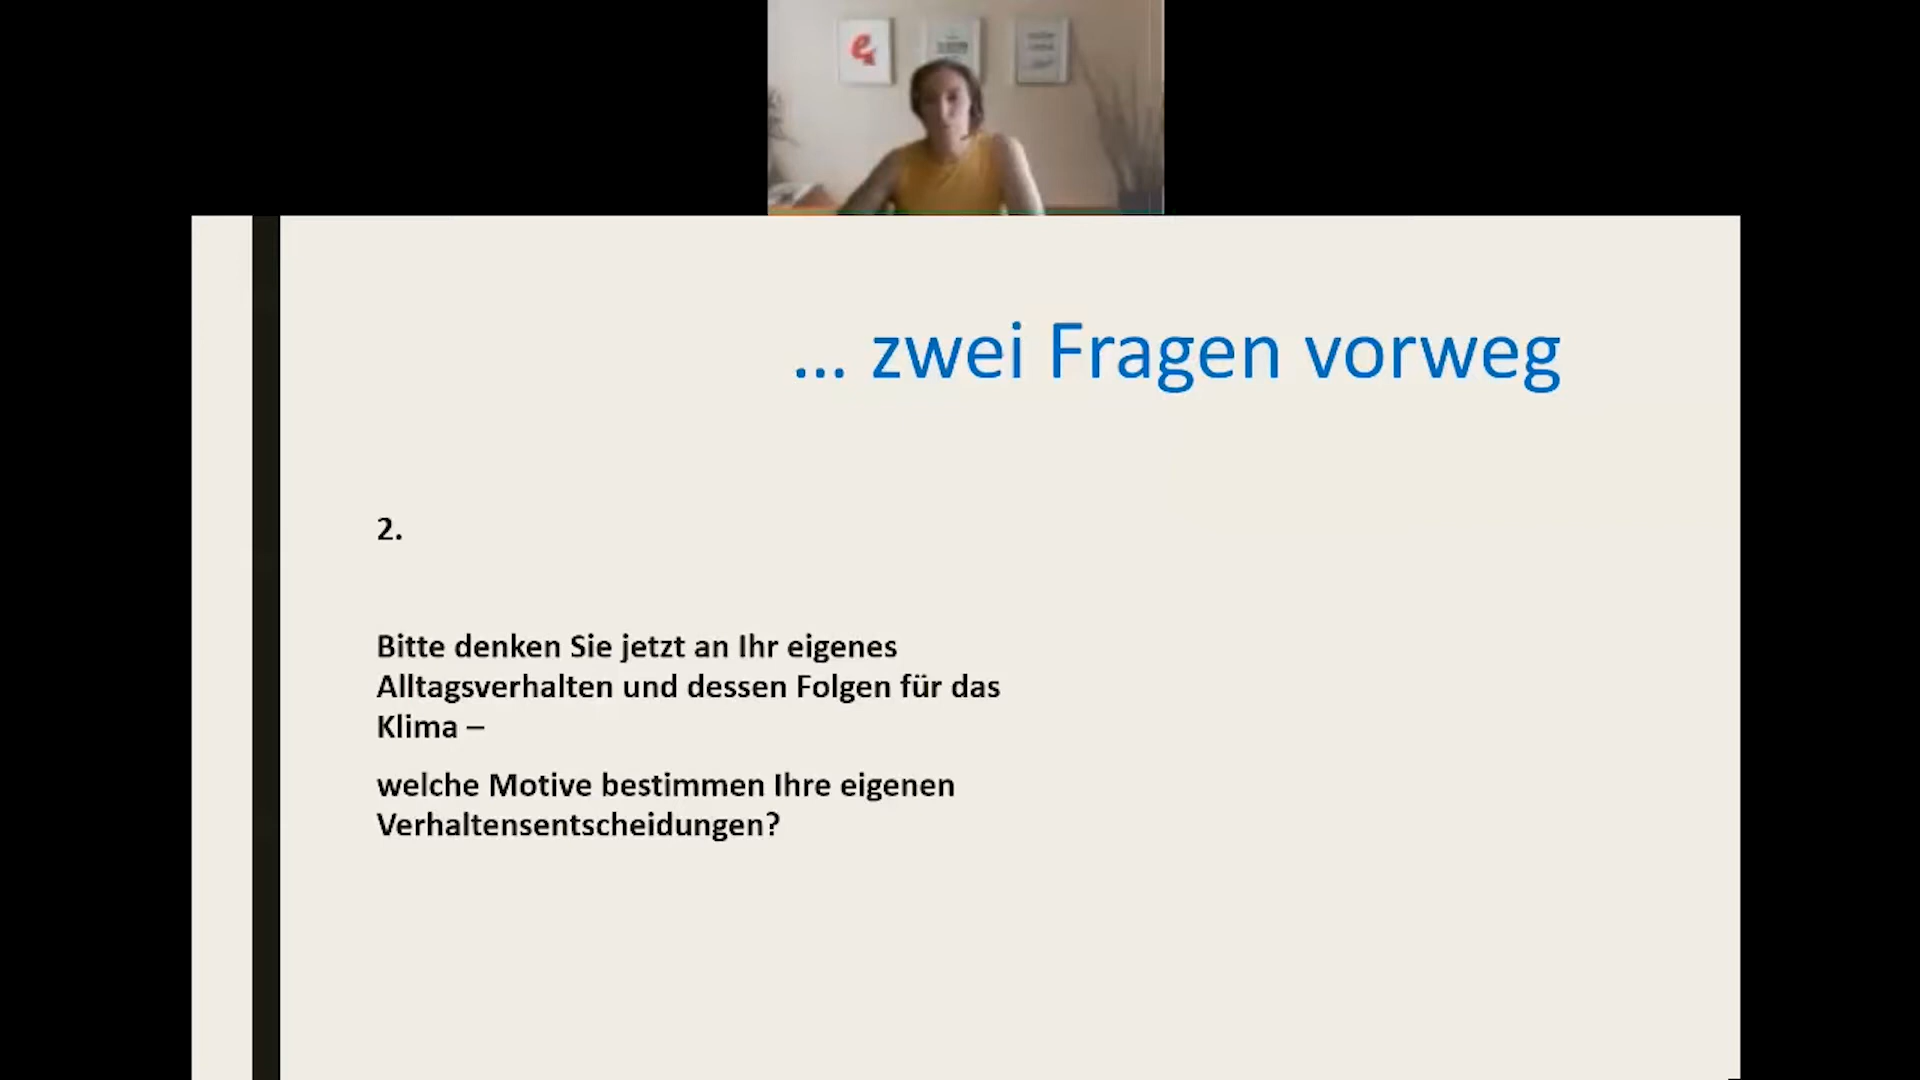 ... zwei Fragen vorweg
2.
Bitte denken Sie jetzt an Ihr eigenes
Alltagsverhalten und dessen Folgen für das
Klima –
welche Motive bestimmen Ihre eigenen
Verhaltensentscheidungen?